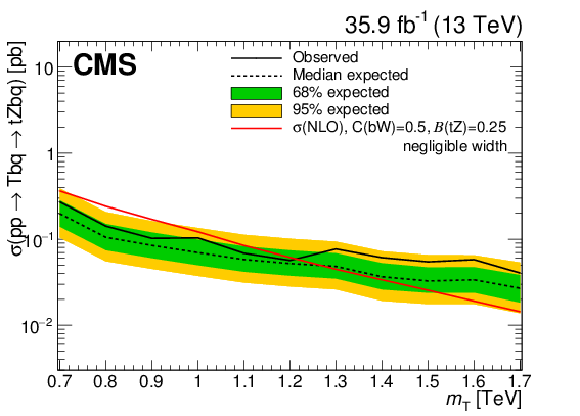 35.9 fb⁻¹ (13 TeV)
CMS
Observed
Median expected
68% expected
95% expected
σ(NLO), C(bW)=0.5, B(tZ)=0.25
negligible width
σ(pp → Tbq → tZbq) [pb]
10
1
10⁻¹
10⁻²
0.7 0.8 0.9 1 1.1 1.2 1.3 1.4 1.5 1.6 1.7
m_T [TeV]